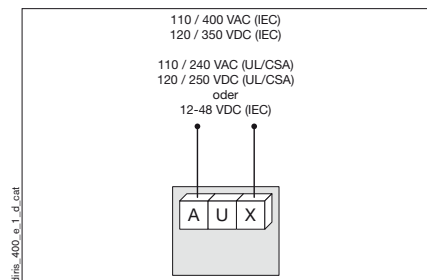 110 / 400 VAC (IEC)
120 / 350 VDC (IEC)
110 / 240 VAC (UL/CSA)
120 / 250 VDC (UL/CSA)
oder
12-48 VDC (IEC)
A U X
diris_400_e_1_d_cat